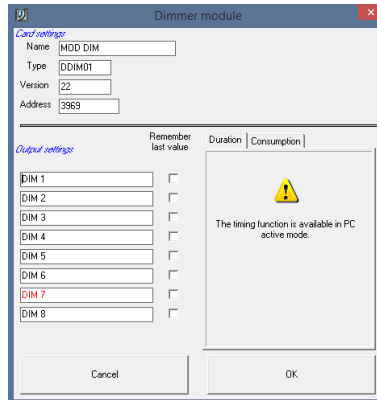 Dimmer module
Card settings
Name MOD DIM
Type DDIM01
Version 22
Address 3969
Output settings
Remember
last value
DIM 1
DIM 2
DIM 3
DIM 4
DIM 5
DIM 6
DIM 7
DIM 8
Duration Consumption
The timing function is available in PC
active mode.
Cancel OK